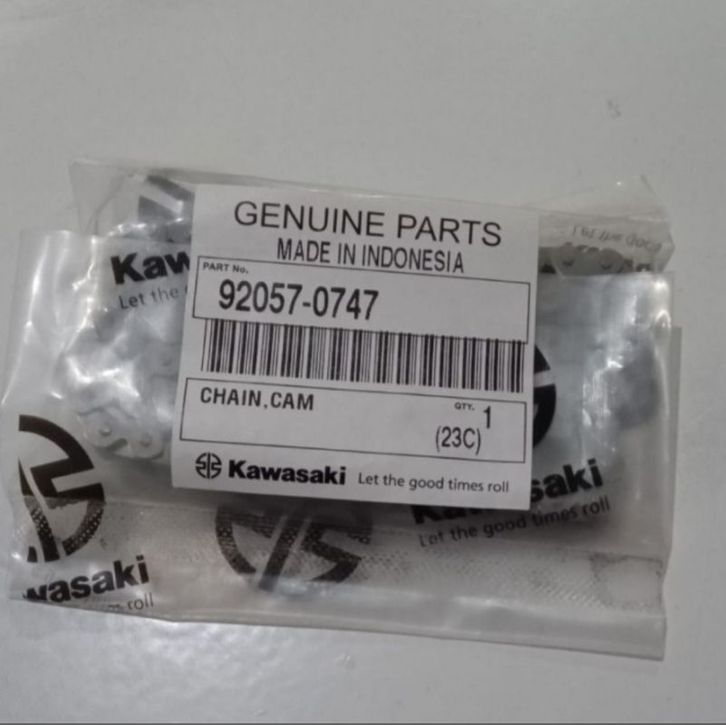 GENUINE PARTS
MADE IN INDONESIA
PART No.
92057-0747
CHAIN,CAM
QTY. 1
(23C)
Kawasaki Let the good times roll
Kaw
Let the
saki
Let the good times roll
wasaki
roll